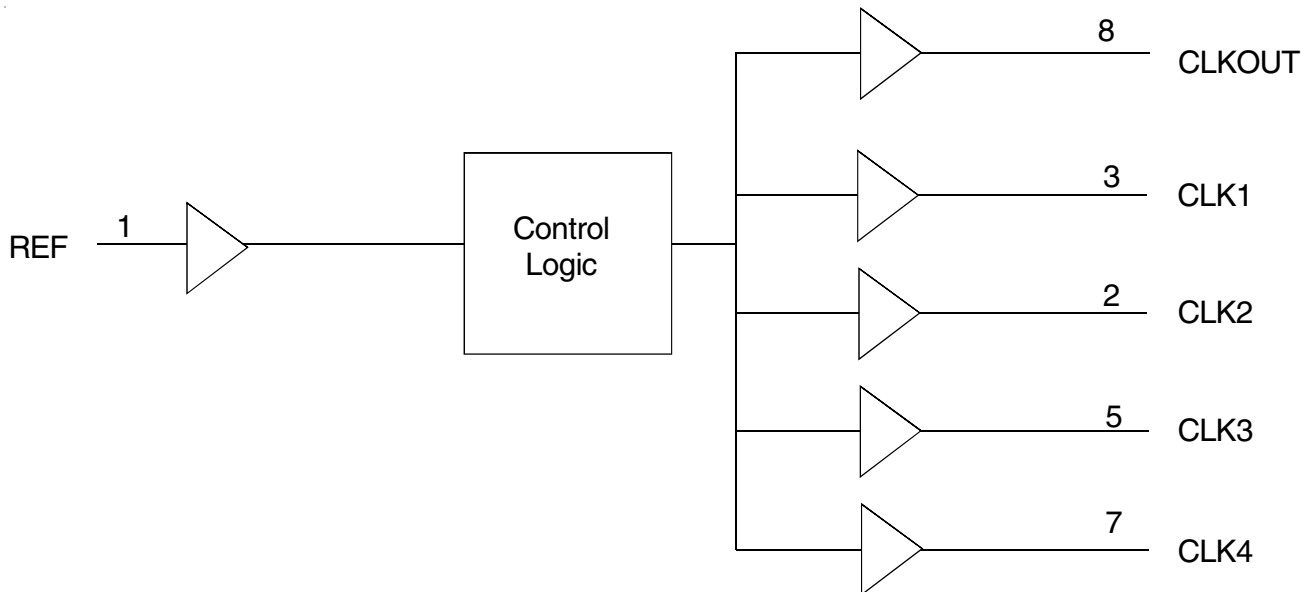 8
CLKOUT
3
CLK1
1
REF
Control
Logic
2
CLK2
5
CLK3
7
CLK4